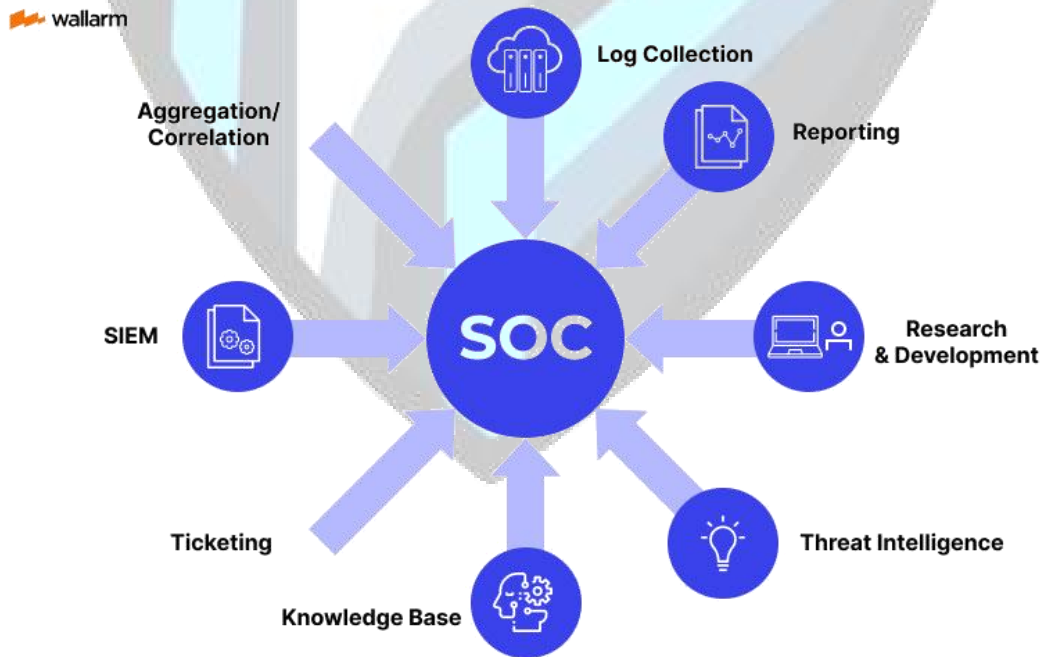 wallarm
Log Collection
Aggregation/
Correlation
Reporting
SIEM
SOC
Research
& Development
Ticketing
Threat Intelligence
Knowledge Base